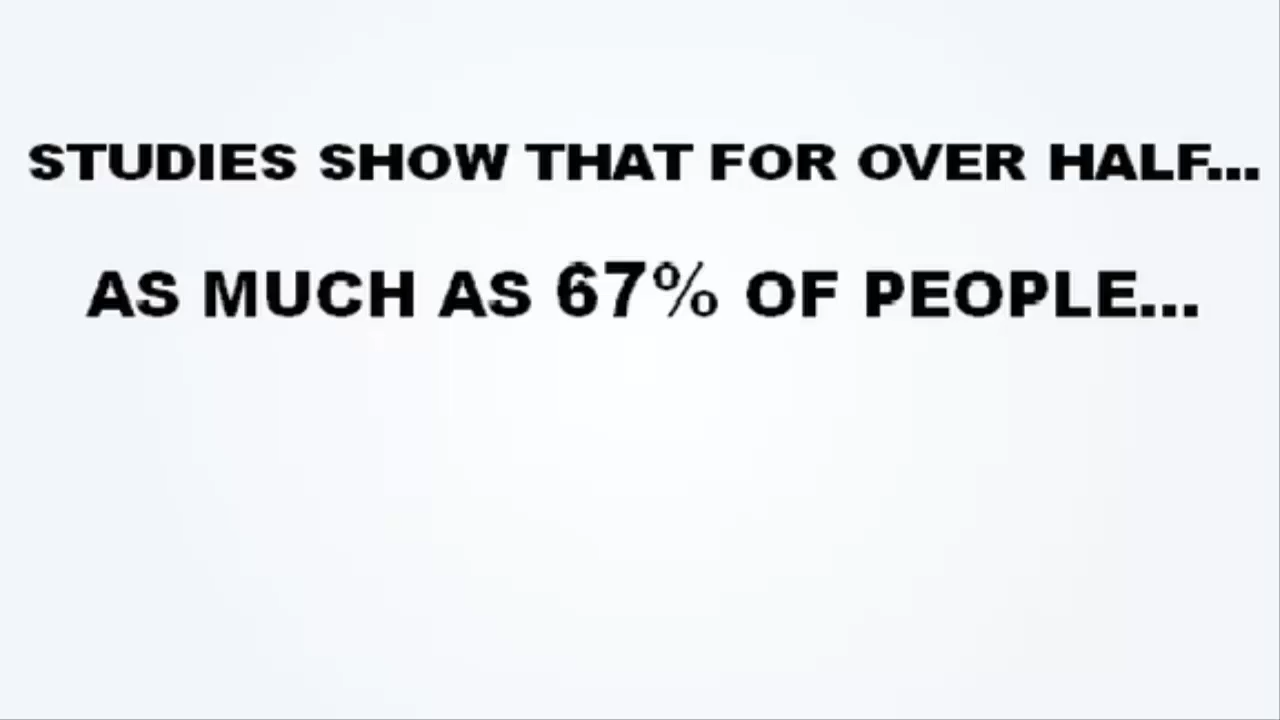 STUDIES SHOW THAT FOR OVER HALF...
AS MUCH AS 67% OF PEOPLE...